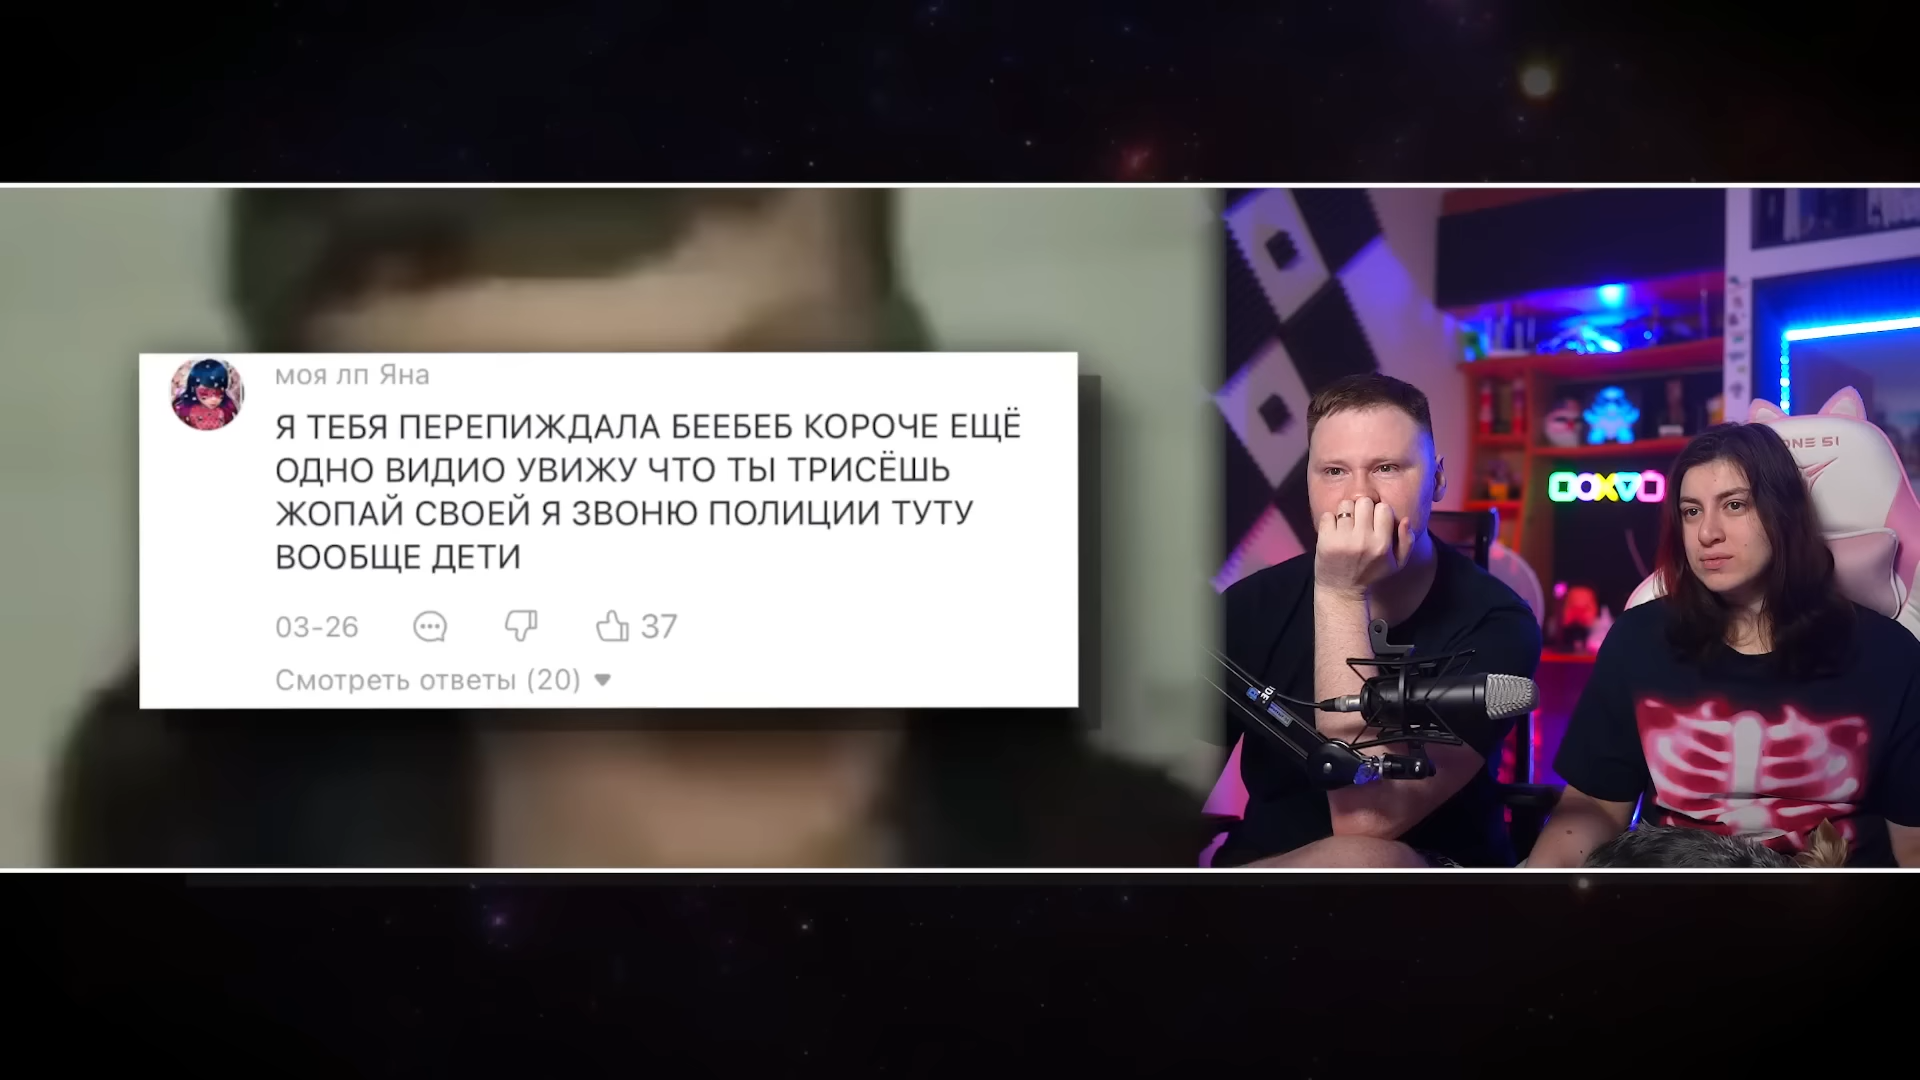 моя лп Яна
Я ТЕБЯ ПЕРЕПИЖДАЛА БЕЕБЕБ КОРОЧЕ ЕЩЁ
ОДНО ВИДИО УВИЖУ ЧТО ТЫ ТРИСЁШЬ
ЖОПАЙ СВОЕЙ Я ЗВОНЮ ПОЛИЦИИ ТУТУ
ВООБЩЕ ДЕТИ
03-26
37
Смотреть ответы (20)